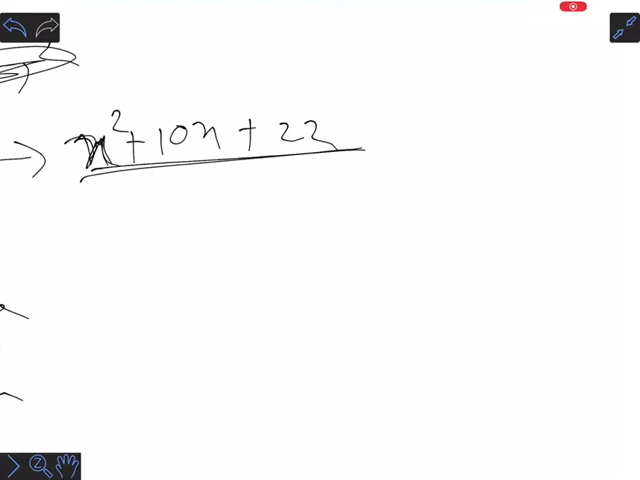 → x² + 10x + 22